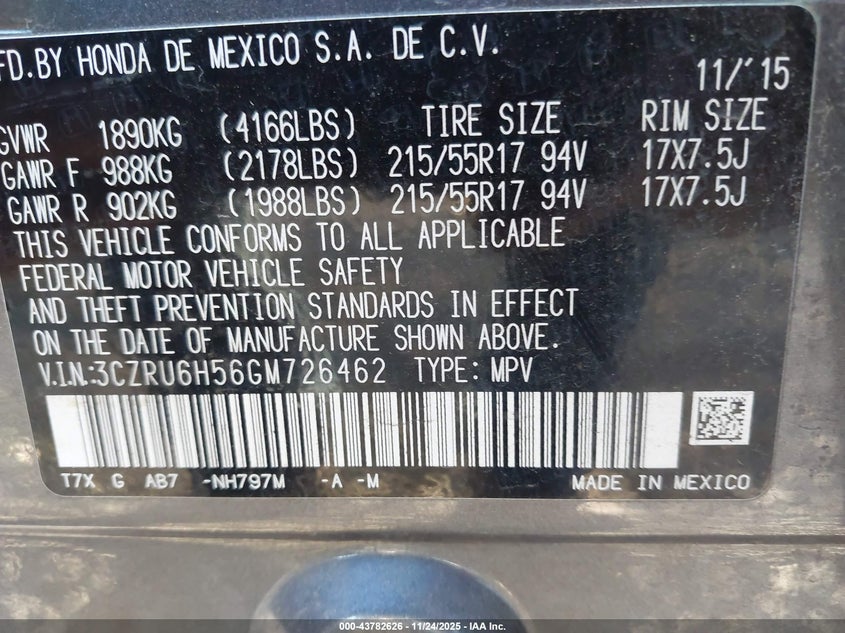 FD.BY HONDA DE MEXICO S.A. DE C.V.
11/'15
GVWR 1890KG (4166LBS) TIRE SIZE RIM SIZE
GAWR F 988KG (2178LBS) 215/55R17 94V 17X7.5J
GAWR R 902KG (1988LBS) 215/55R17 94V 17X7.5J
THIS VEHICLE CONFORMS TO ALL APPLICABLE
FEDERAL MOTOR VEHICLE SAFETY
AND THEFT PREVENTION STANDARDS IN EFFECT
ON THE DATE OF MANUFACTURE SHOWN ABOVE.
V.I.N.:3CZRU6H56GM726462 TYPE: MPV
T7X G AB7 -NH797M -A -M MADE IN MEXICO
000-43782626 - 11/24/2025 - IAA Inc.